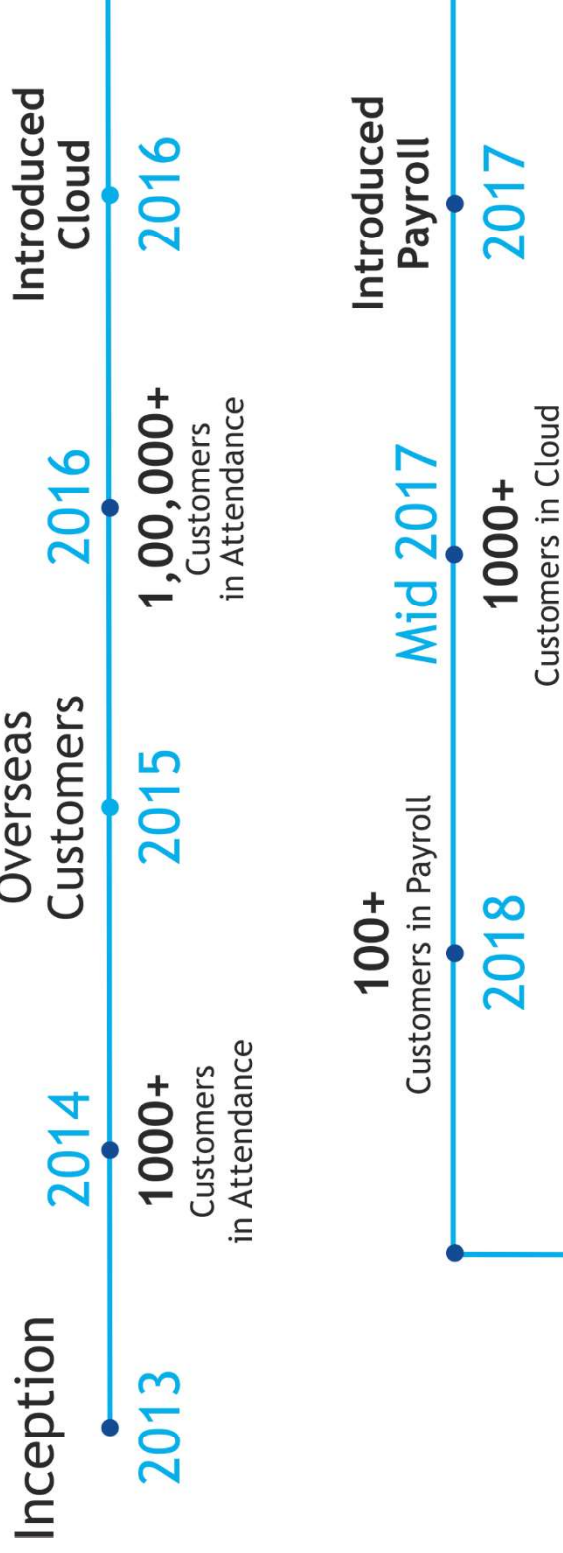 Inception
2013
2014
1000+
Customers
in Attendance
Overseas
Customers
2015
2016
1,00,000+
Customers
in Attendance
Introduced
Cloud
2016
Introduced
Payroll
2017
Mid 2017
1000+
Customers in Cloud
100+
Customers in Payroll
2018